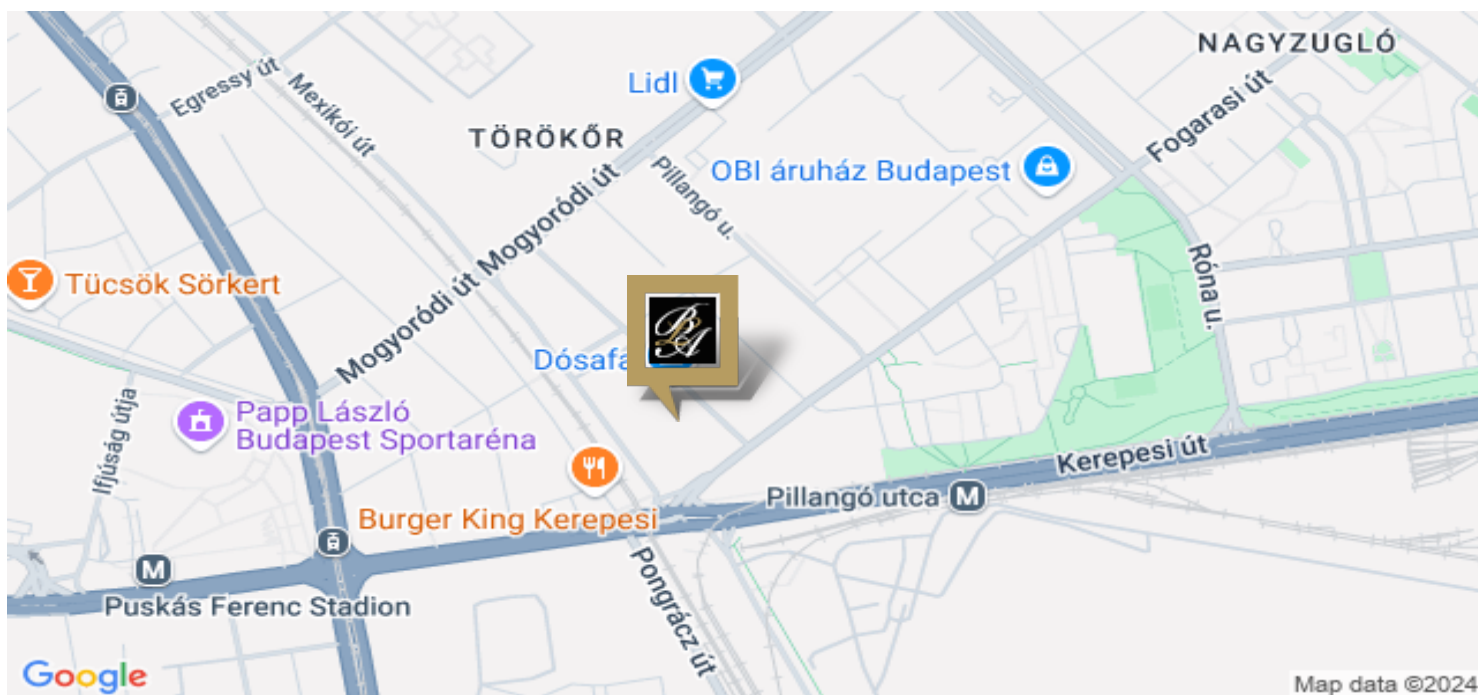 NAGYZUGLÓ
Lidl
Egressy út
Mexikói út
TÖRÖKŐR
Fogarasi út
Pillangó u.
OBI áruház Budapest
Mogyoródi út
Mogyoródi út
Róna u.
Tücsök Sörkert
BLA
Dósafa
Papp László
Budapest Sportaréna
Ifjúság útja
Kerepesi út
Pillangó utca
M
Burger King Kerepesi
M
Puskás Ferenc Stadion
Pongrácz út
Google
Map data ©2024